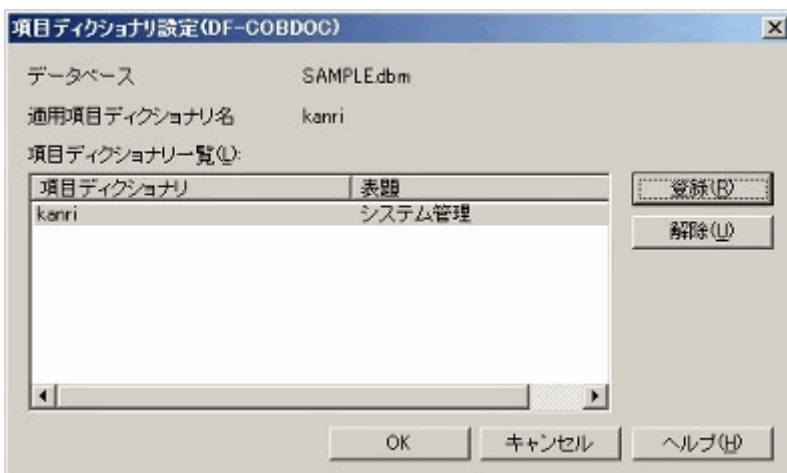 項目ディクショナリ設定(DF-COBDOC)
データベース SAMPLE.dbm
適用項目ディクショナリ名 kanri
項目ディクショナリ一覧(L):
項目ディクショナリ 表題
kanri システム管理
登録(R)
解除(U)
OK キャンセル ヘルプ(H)